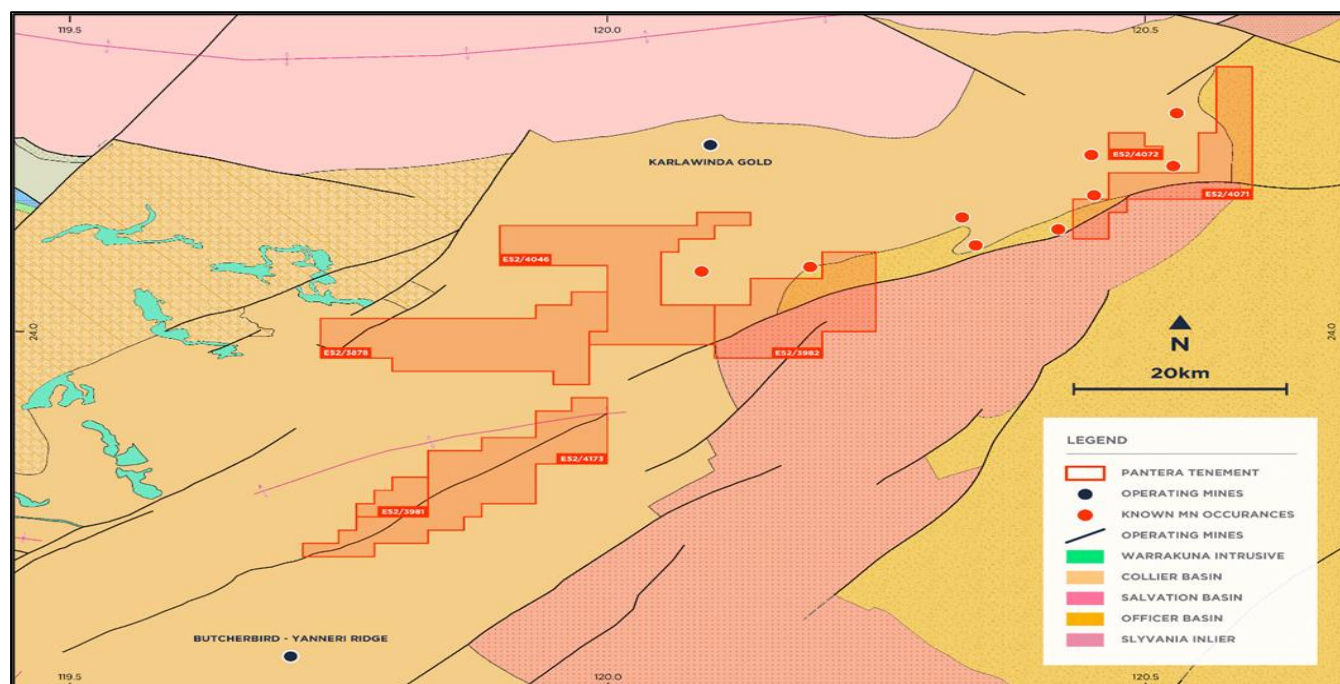 119.5
120.0
120.5
KARLAWINDA GOLD
E52/4072
E52/4071
E52/4046
24.0
24.0
E52/3878
E52/3982
N
20km
E52/4173
E52/3981
BUTCHERBIRD - YANNERI RIDGE
119.5
120.0
120.5
LEGEND
PANTERA TENEMENT
OPERATING MINES
KNOWN MN OCCURANCES
OPERATING MINES
WARRAKUNA INTRUSIVE
COLLIER BASIN
SALVATION BASIN
OFFICER BASIN
SLYVANIA INLIER